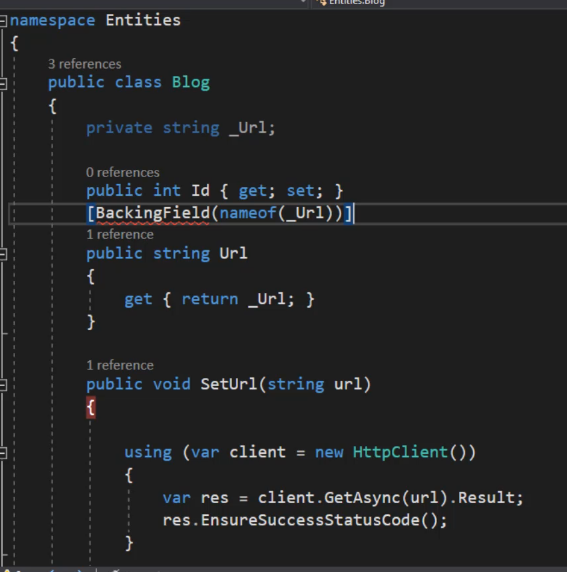 Entities.Blog
namespace Entities
{
3 references
public class Blog
{
private string _Url;
0 references
public int Id { get; set; }
[BackingField(nameof(_Url))]
1 reference
public string Url
{
get { return _Url; }
}
1 reference
public void SetUrl(string url)
{
using (var client = new HttpClient())
{
var res = client.GetAsync(url).Result;
res.EnsureSuccessStatusCode();
}